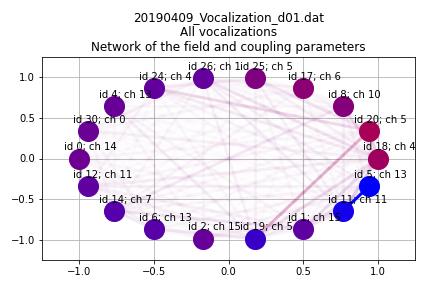 20190409_Vocalization_d01.dat
All vocalizations
Network of the field and coupling parameters
id 26; ch 1
id 25; ch 5
id 24; ch 4
id 17; ch 6
id 4; ch 15
id 8; ch 10
id 30; ch 0
id 20; ch 5
id 0; ch 14
id 18; ch 4
id 12; ch 11
id 5; ch 13
id 14; ch 7
id 11; ch 11
id 6; ch 13
id 2; ch 15
id 19; ch 5
id 1; ch 15
1.0
0.5
0.0
−0.5
−1.0
−1.0
−0.5
0.0
0.5
1.0